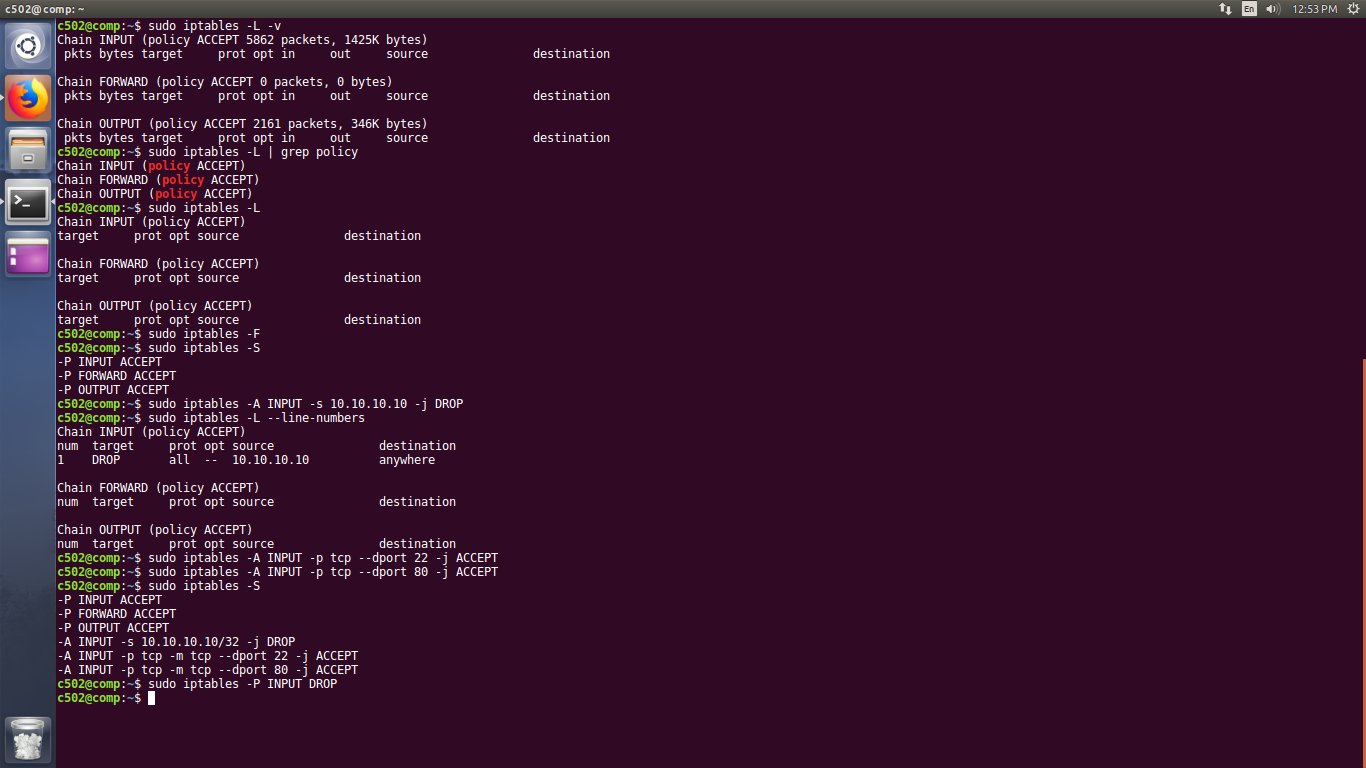 c502@comp: ~
En
12:53 PM
c502@comp:~$ sudo iptables -L -v
Chain INPUT (policy ACCEPT 5862 packets, 1425K bytes)
 pkts bytes target     prot opt in     out     source               destination

Chain FORWARD (policy ACCEPT 0 packets, 0 bytes)
 pkts bytes target     prot opt in     out     source               destination

Chain OUTPUT (policy ACCEPT 2161 packets, 346K bytes)
 pkts bytes target     prot opt in     out     source               destination
c502@comp:~$ sudo iptables -L | grep policy
Chain INPUT (policy ACCEPT)
Chain FORWARD (policy ACCEPT)
Chain OUTPUT (policy ACCEPT)
c502@comp:~$ sudo iptables -L
Chain INPUT (policy ACCEPT)
target     prot opt source               destination

Chain FORWARD (policy ACCEPT)
target     prot opt source               destination

Chain OUTPUT (policy ACCEPT)
target     prot opt source               destination
c502@comp:~$ sudo iptables -F
c502@comp:~$ sudo iptables -S
-P INPUT ACCEPT
-P FORWARD ACCEPT
-P OUTPUT ACCEPT
c502@comp:~$ sudo iptables -A INPUT -s 10.10.10.10 -j DROP
c502@comp:~$ sudo iptables -L --line-numbers
Chain INPUT (policy ACCEPT)
num  target     prot opt source               destination
1    DROP       all  --  10.10.10.10          anywhere

Chain FORWARD (policy ACCEPT)
num  target     prot opt source               destination

Chain OUTPUT (policy ACCEPT)
num  target     prot opt source               destination
c502@comp:~$ sudo iptables -A INPUT -p tcp --dport 22 -j ACCEPT
c502@comp:~$ sudo iptables -A INPUT -p tcp --dport 80 -j ACCEPT
c502@comp:~$ sudo iptables -S
-P INPUT ACCEPT
-P FORWARD ACCEPT
-P OUTPUT ACCEPT
-A INPUT -s 10.10.10.10/32 -j DROP
-A INPUT -p tcp -m tcp --dport 22 -j ACCEPT
-A INPUT -p tcp -m tcp --dport 80 -j ACCEPT
c502@comp:~$ sudo iptables -P INPUT DROP
c502@comp:~$